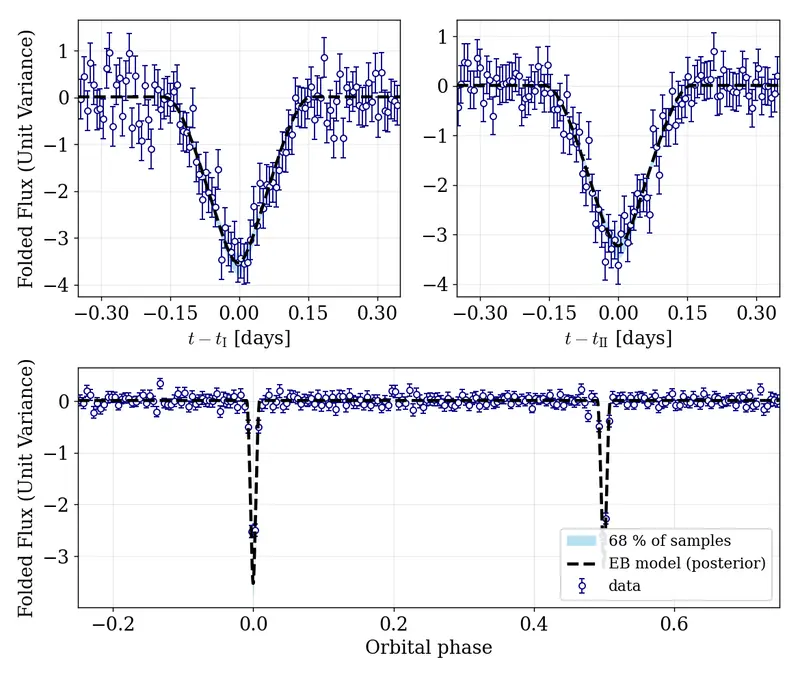 Folded Flux (Unit Variance)
1
0
−1
−2
−3
−4
−0.30 −0.15 0.00 0.15 0.30
t − tI [days]
1
0
−1
−2
−3
−4
−0.30 −0.15 0.00 0.15 0.30
t − tII [days]
Folded Flux (Unit Variance)
0
−1
−2
−3
68 % of samples
EB model (posterior)
data
−0.2 0.0 0.2 0.4 0.6
Orbital phase